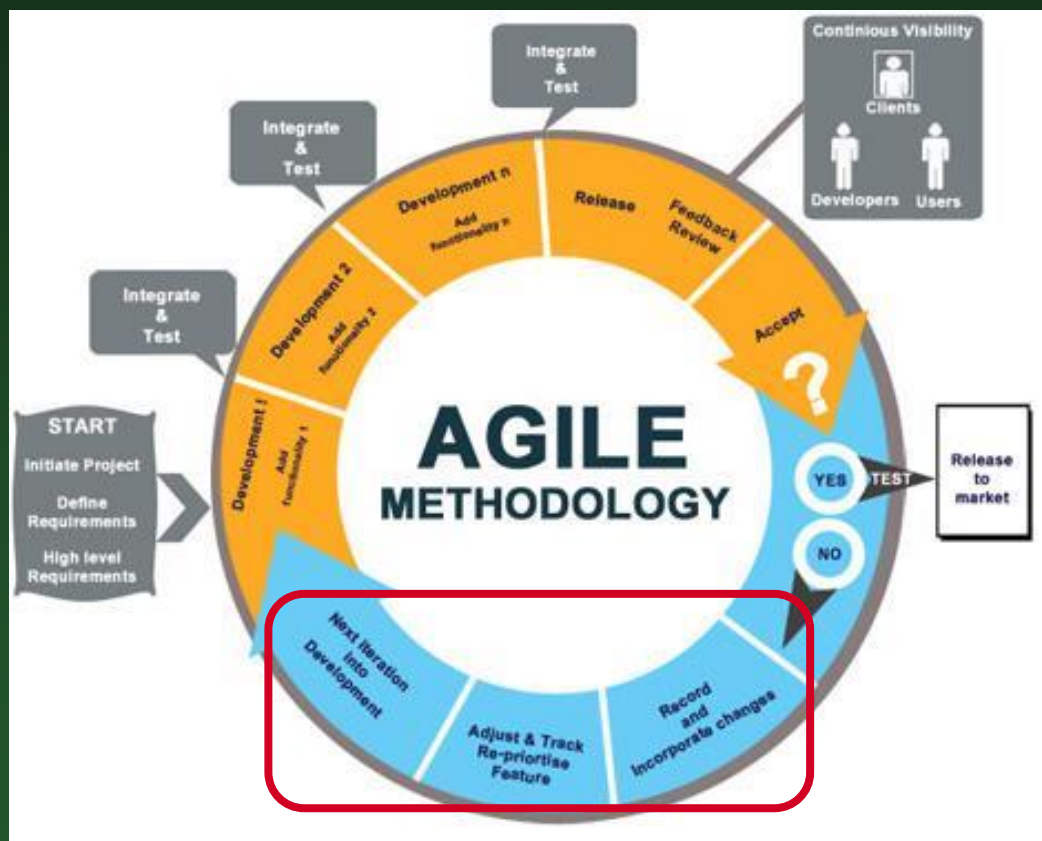 Continious Visibility
Clients
Developers Users
Integrate
&
Test
Integrate
&
Test
Integrate
&
Test
START
Initiate Project
Define
Requirements
High level
Requirements
Development 1
Add
functionality 1
Development 2
Add
functionality 2
Development n
Add
functionality n
Release
Feedback
Review
Accept
?
YES
TEST
Release
to
market
NO
Record
and
Incorporate changes
Adjust & Track
Re-priortise
Feature
Next iteration
into
Development
AGILE
METHODOLOGY